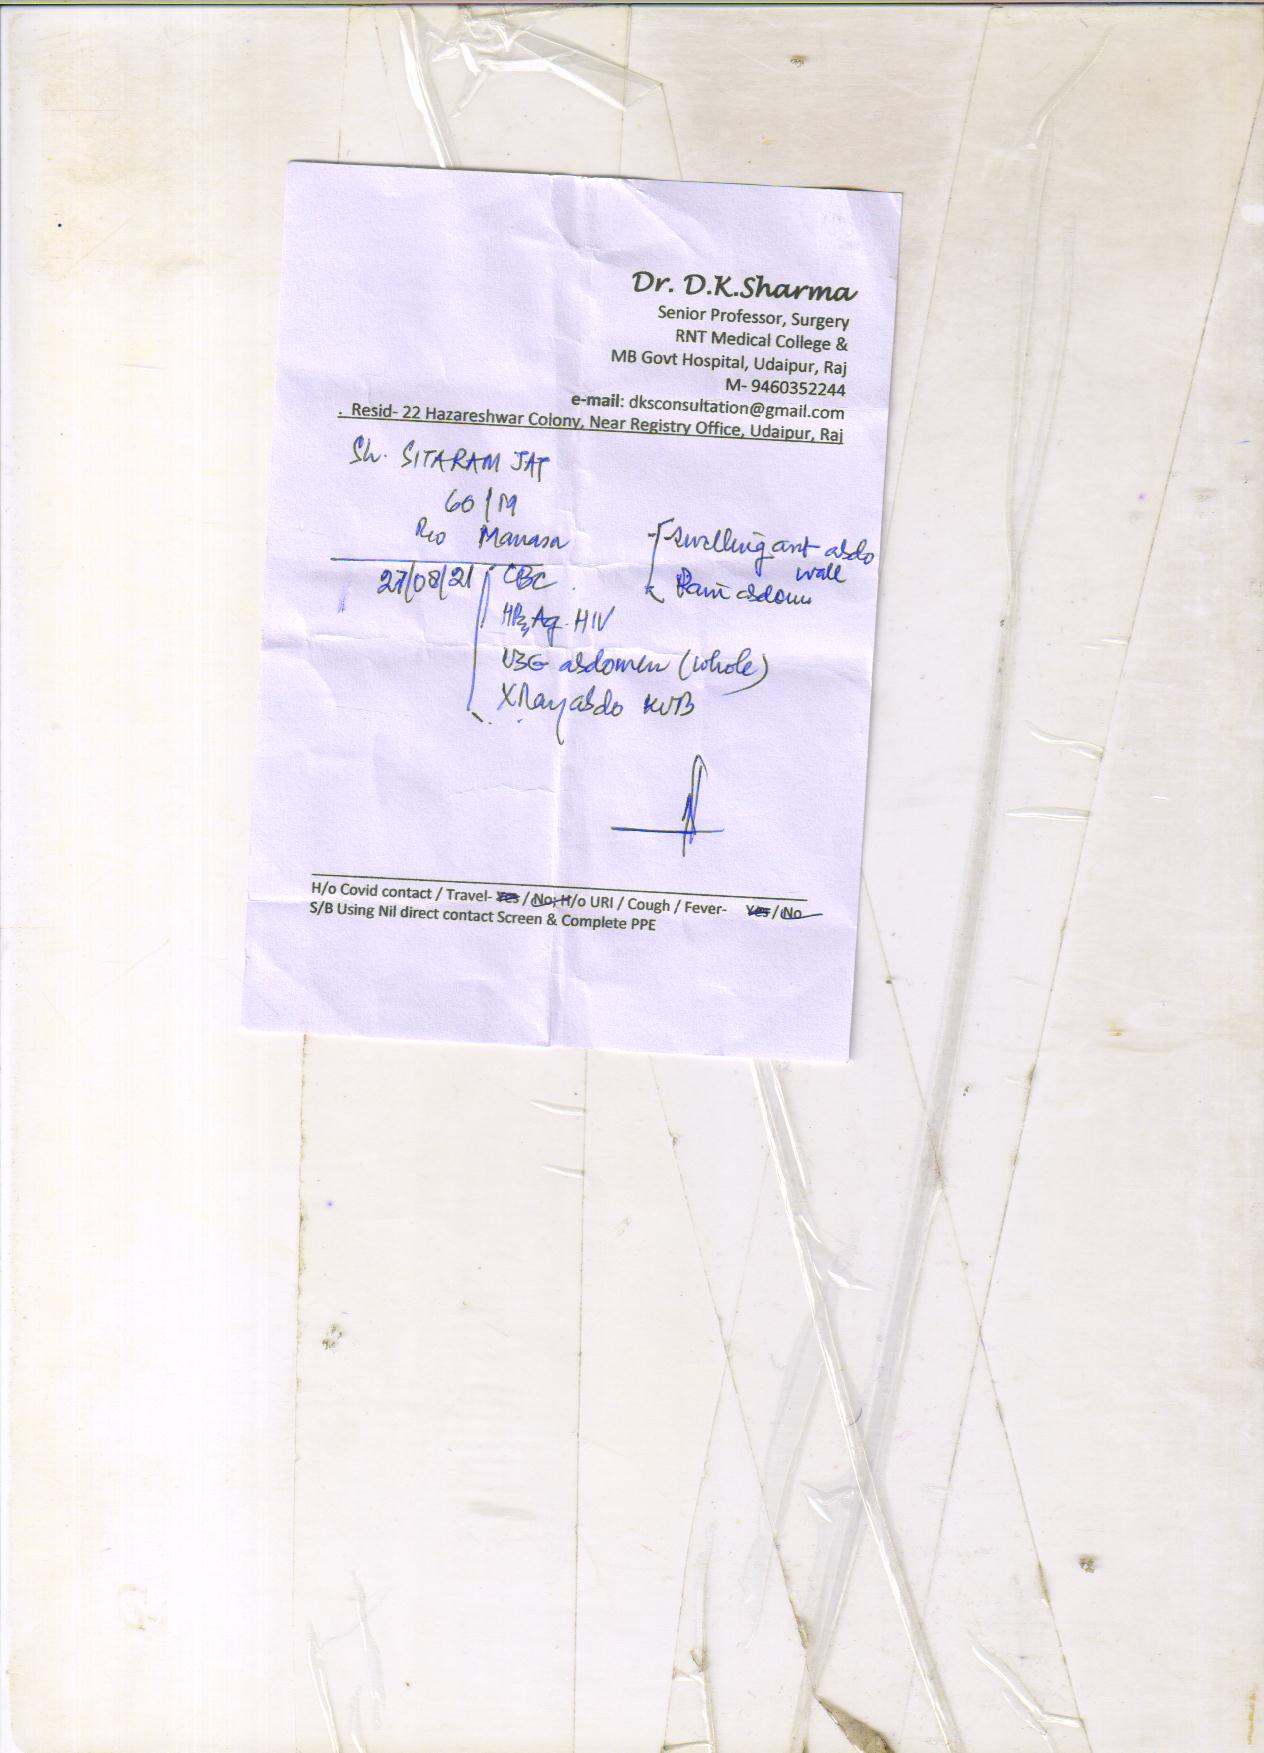 Dr. D.K.Sharma
Senior Professor, Surgery
RNT Medical College &
MB Govt Hospital, Udaipur, Raj
M- 9460352244
e-mail: dksconsultation@gmail.com
. Resid- 22 Hazareshwar Colony, Near Registry Office, Udaipur, Raj
Sh. SITARAM JAT
60/M
R/o Manasa
swelling ant abdo
wall
Pain abdom
27/08/21 CBC
HBsAg HIV
USG abdomen (whole)
XRay abdo KUB
H/o Covid contact / Travel- Yes / No, H/o URI / Cough / Fever- Yes / No
S/B Using Nil direct contact Screen & Complete PPE